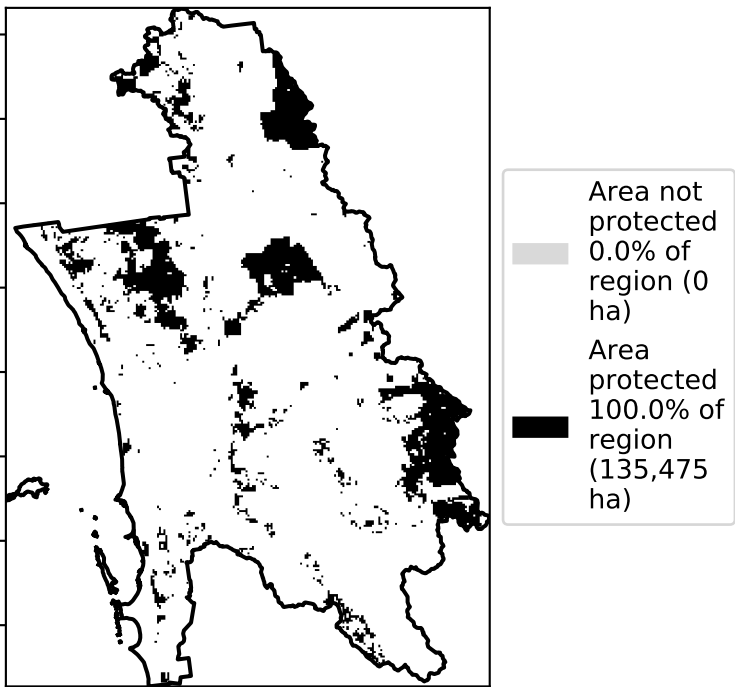 Area not
protected
0.0% of
region (0
ha)
Area
protected
100.0% of
region
(135,475
ha)